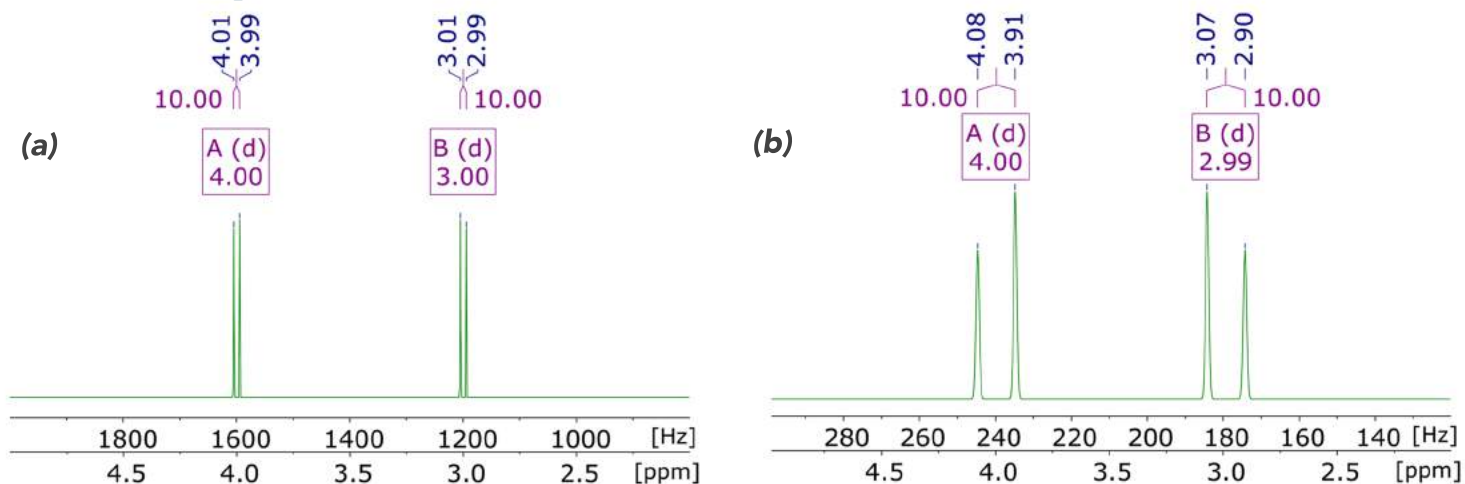 4.01
3.99
3.01
2.99
10.00
10.00
(a)
A (d)
4.00
B (d)
3.00
1800 1600 1400 1200 1000 [Hz]
4.5 4.0 3.5 3.0 2.5 [ppm]
4.08
3.91
3.07
2.90
10.00
10.00
(b)
A (d)
4.00
B (d)
2.99
280 260 240 220 200 180 160 140 [Hz]
4.5 4.0 3.5 3.0 2.5 [ppm]